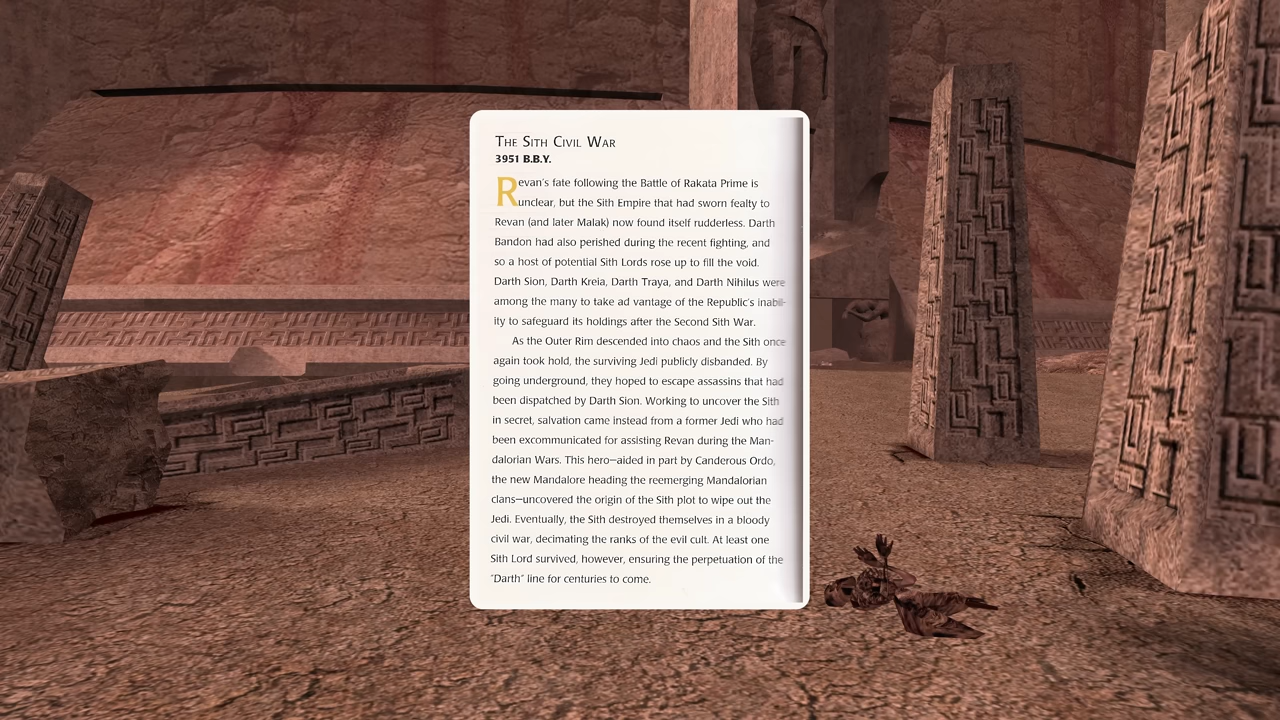 The Sith Civil War
3951 B.B.Y.
Revan's fate following the Battle of Rakata Prime is
unclear, but the Sith Empire that had sworn fealty to
Revan (and later Malak) now found itself rudderless. Darth
Bandon had also perished during the recent fighting, and
so a host of potential Sith Lords rose up to fill the void.
Darth Sion, Darth Kreia, Darth Traya, and Darth Nihilus were
among the many to take ad vantage of the Republic's inabil-
ity to safeguard its holdings after the Second Sith War.
As the Outer Rim descended into chaos and the Sith once
again took hold, the surviving Jedi publicly disbanded. By
going underground, they hoped to escape assassins that had
been dispatched by Darth Sion. Working to uncover the Sith
in secret, salvation came instead from a former Jedi who had
been excommunicated for assisting Revan during the Man-
dalorian Wars. This hero—aided in part by Canderous Ordo,
the new Mandalore heading the reemerging Mandalorian
clans—uncovered the origin of the Sith plot to wipe out the
Jedi. Eventually, the Sith destroyed themselves in a bloody
civil war, decimating the ranks of the evil cult. At least one
Sith Lord survived, however, ensuring the perpetuation of the
"Darth" line for centuries to come.